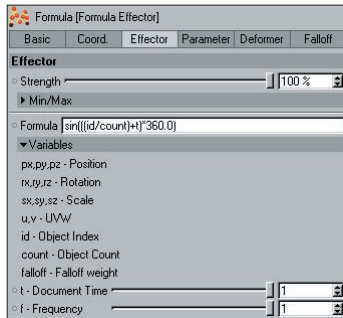 Formula [Formula Effector]
Basic Coord. Effector Parameter Deformer Falloff
Effector
Strength 100 %
Min/Max
Formula sin(((id/count)+t)*360.0)
Variables
px,py,pz - Position
rx,ry,rz - Rotation
sx,sy,sz - Scale
u,v - UVW
id - Object Index
count - Object Count
falloff - Falloff weight
t - Document Time 1
f - Frequency 1